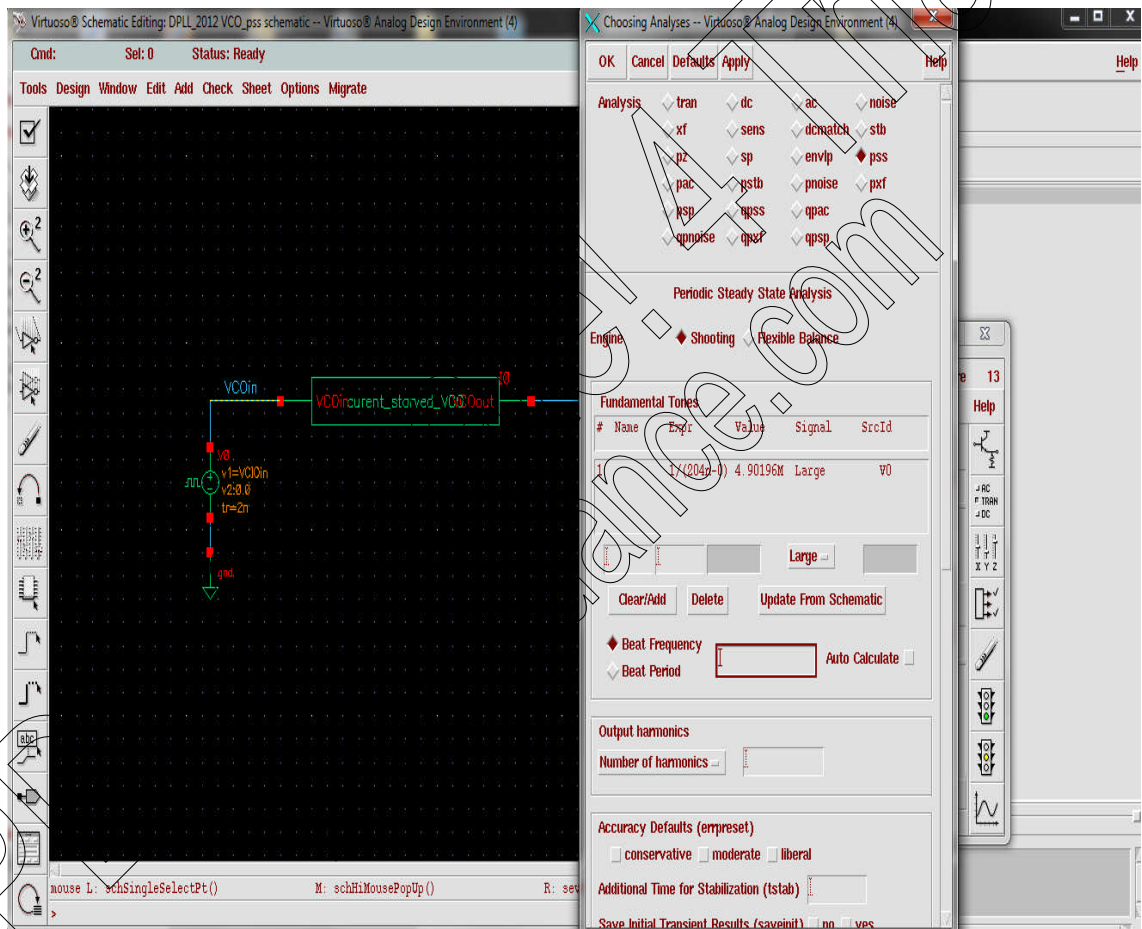 Virtuoso® Schematic Editing: DPLL_2012 VCO_pss schematic -- Virtuoso® Analog Design Environment (4)
Cmd: Sel: 0 Status: Ready
Tools Design Window Edit Add Check Sheet Options Migrate
2
2
abc
VCOin
VCOin
curent_starved_VCO
VCOout
I0
V0
v2:0.0
tr=2n
gnd
mouse L: schSingleSelectPt() M: schHiMousePopUp() R: sev
>
Choosing Analyses -- Virtuoso® Analog Design Environment (4)
OK Cancel Defaults Apply Help
Analysis tran dc ac noise
xf sens dcmatch stb
pz sp envlp pss
pac pstb pnoise pxf
psp qpss qpac
qpnoise qpxf qpsp
Periodic Steady State Analysis
Engine Shooting Flexible Balance
Fundamental Tones
# Name Expr Value Signal SrcId
1 1/(204n-0) 4.90196M Large V0
Large
Clear/Add Delete Update From Schematic
Beat Frequency
Beat Period
Auto Calculate
Output harmonics
Number of harmonics
Accuracy Defaults (errpreset)
conservative moderate liberal
Additional Time for Stabilization (tstab)
Save Initial Transient Results (saveinit) no yes
Help
e 13
Help
AC
TRAN
DC
X Y Z